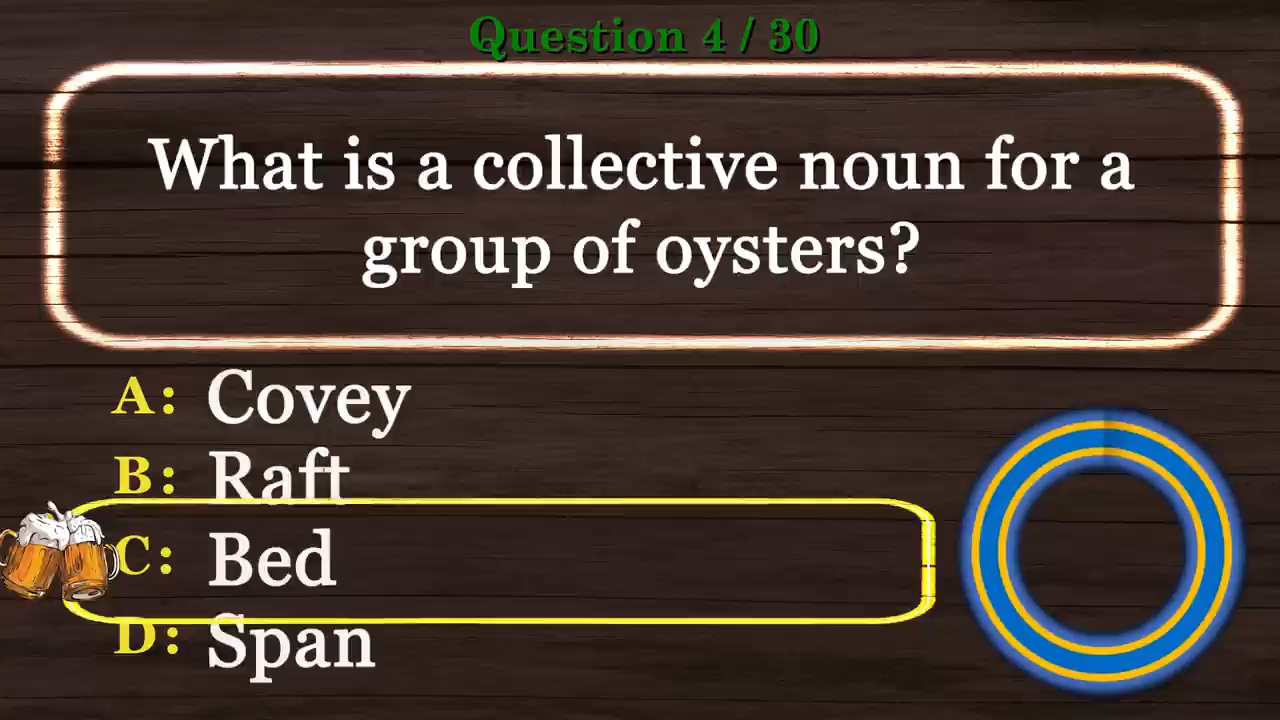 Question 4 / 30
What is a collective noun for a
group of oysters?
A: Covey
B: Raft
C: Bed
D: Span